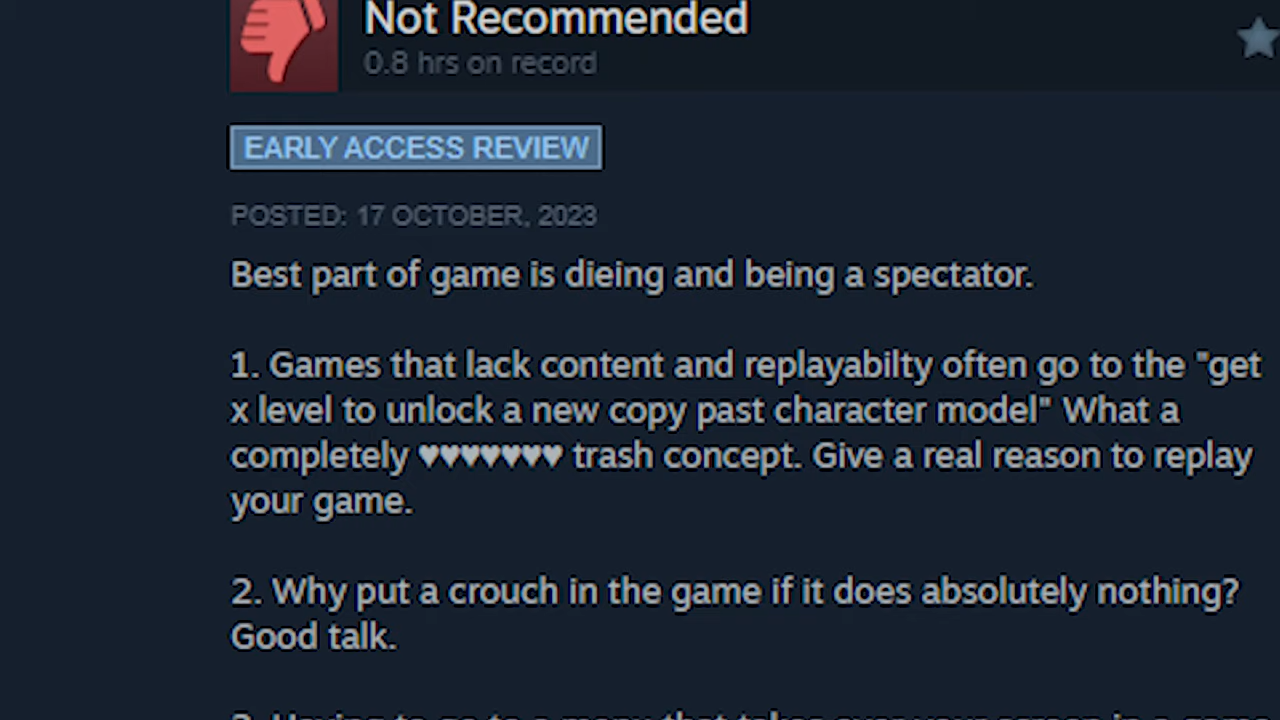 Not Recommended
0.8 hrs on record
EARLY ACCESS REVIEW
POSTED: 17 OCTOBER, 2023
Best part of game is dieing and being a spectator.
1. Games that lack content and replayabilty often go to the "get
x level to unlock a new copy past character model" What a
completely ♥♥♥♥♥♥♥ trash concept. Give a real reason to replay
your game.
2. Why put a crouch in the game if it does absolutely nothing?
Good talk.